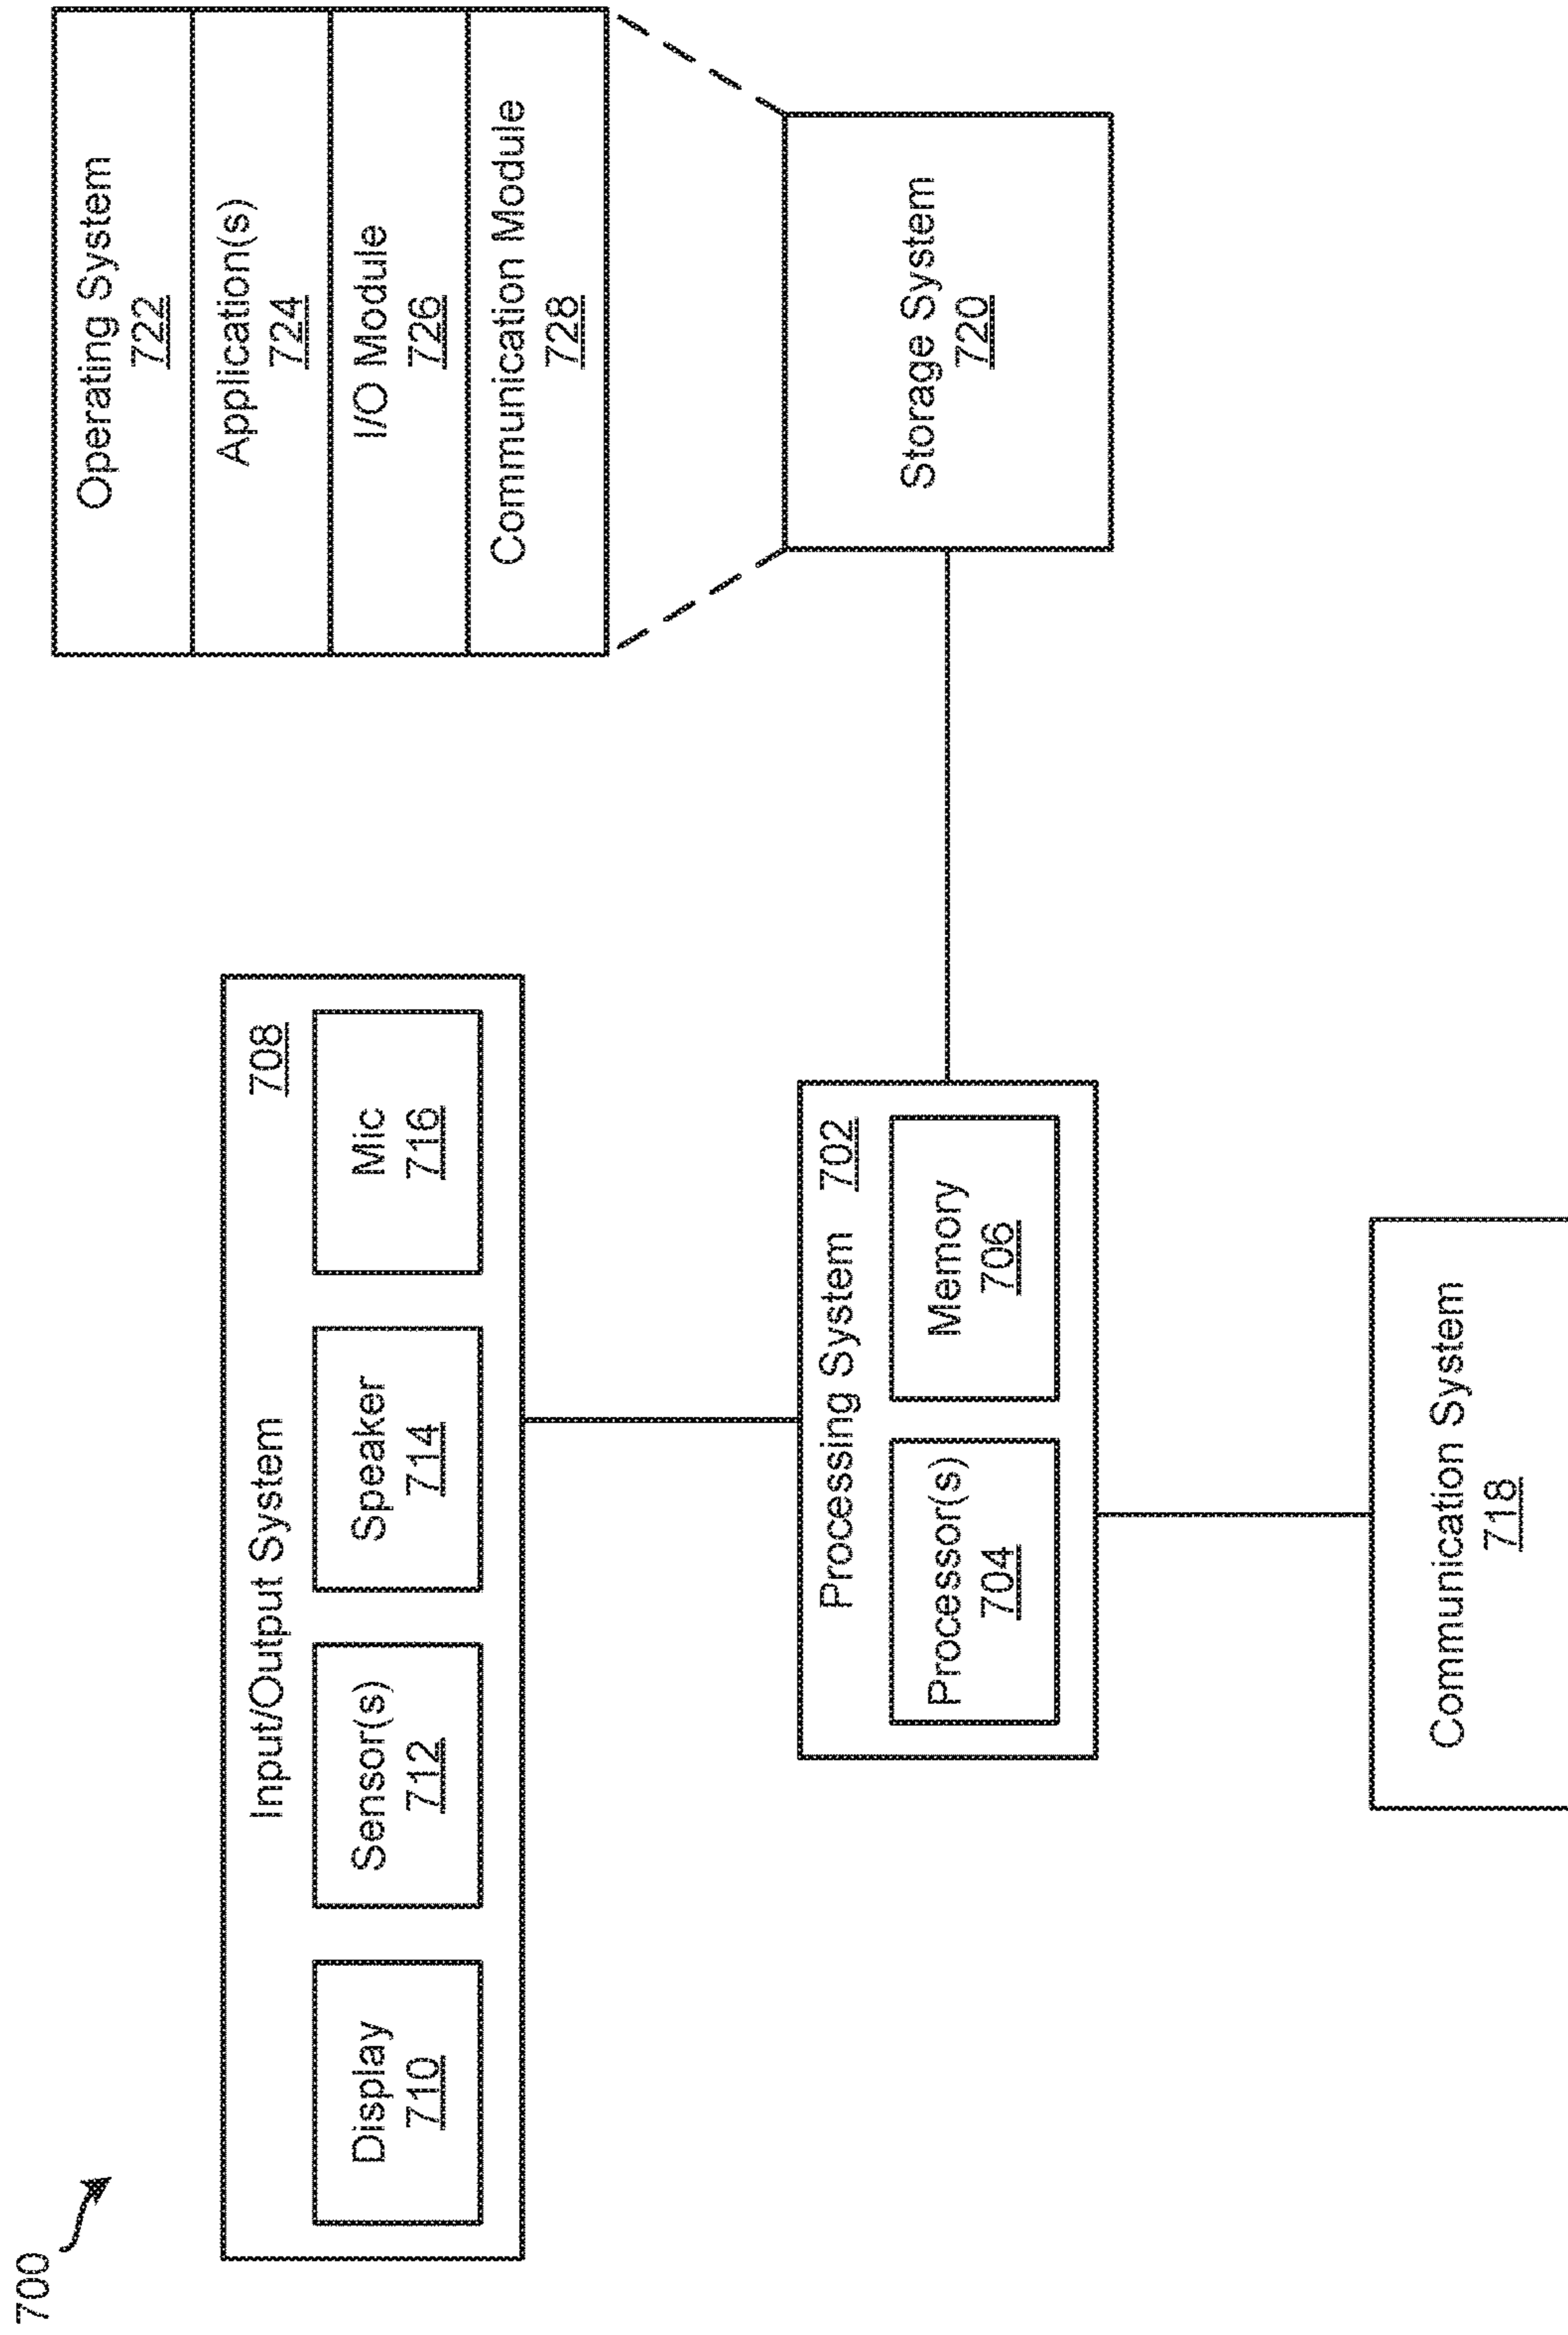 700
Input/Output System
708
Display
710
Sensor(s)
712
Speaker
714
Mic
716
Operating System
722
Application(s)
724
I/O Module
726
Communication Module
728
Processing System
702
Processor(s)
704
Memory
706
Storage System
720
Communication System
718